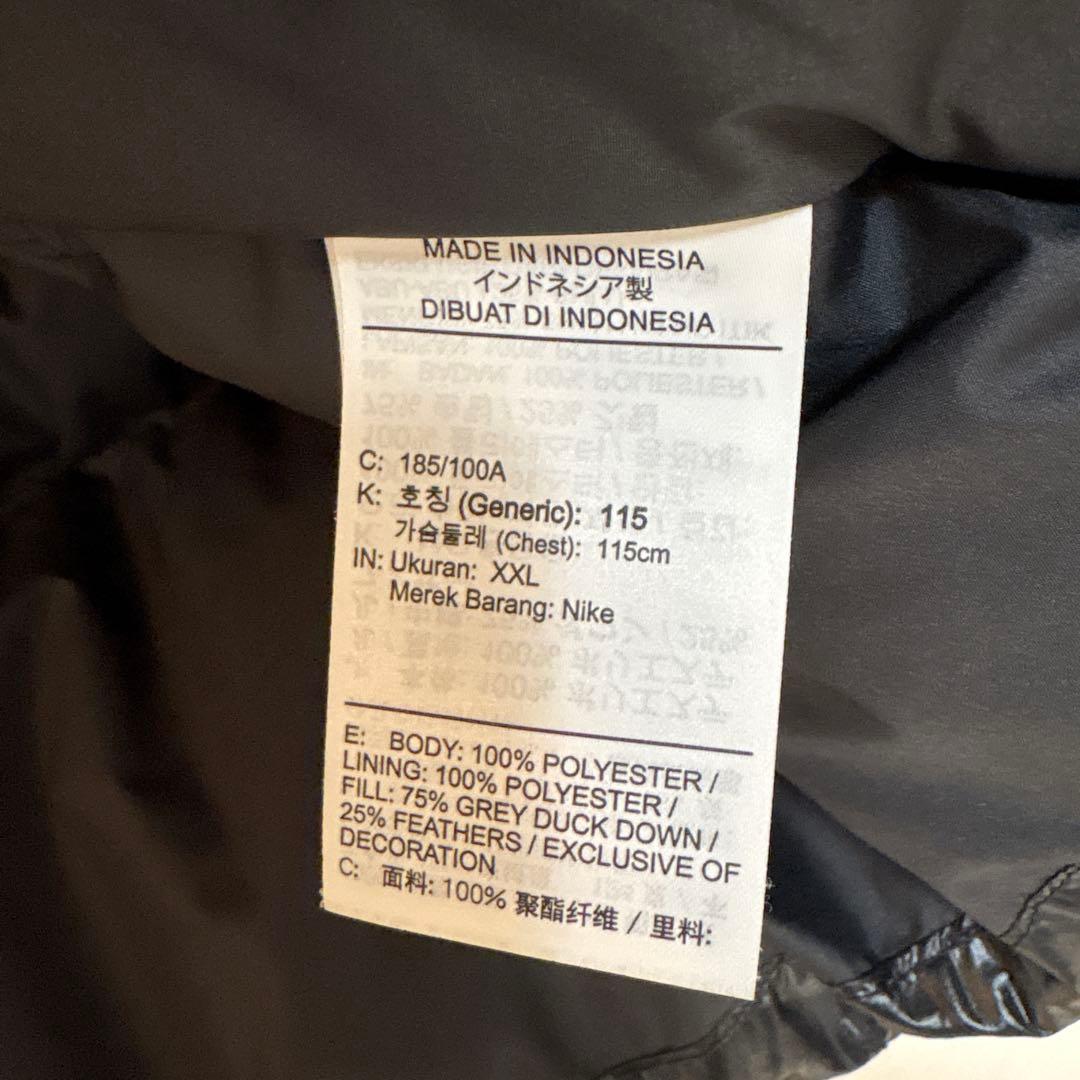 MADE IN INDONESIA
インドネシア製
DIBUAT DI INDONESIA
C: 185/100A
K: 호칭 (Generic): 115
가슴둘레 (Chest): 115cm
IN: Ukuran: XXL
Merek Barang: Nike
E: BODY: 100% POLYESTER /
LINING: 100% POLYESTER /
FILL: 75% GREY DUCK DOWN /
25% FEATHERS / EXCLUSIVE OF
DECORATION
C: 面料: 100% 聚酯纤维 / 里料: